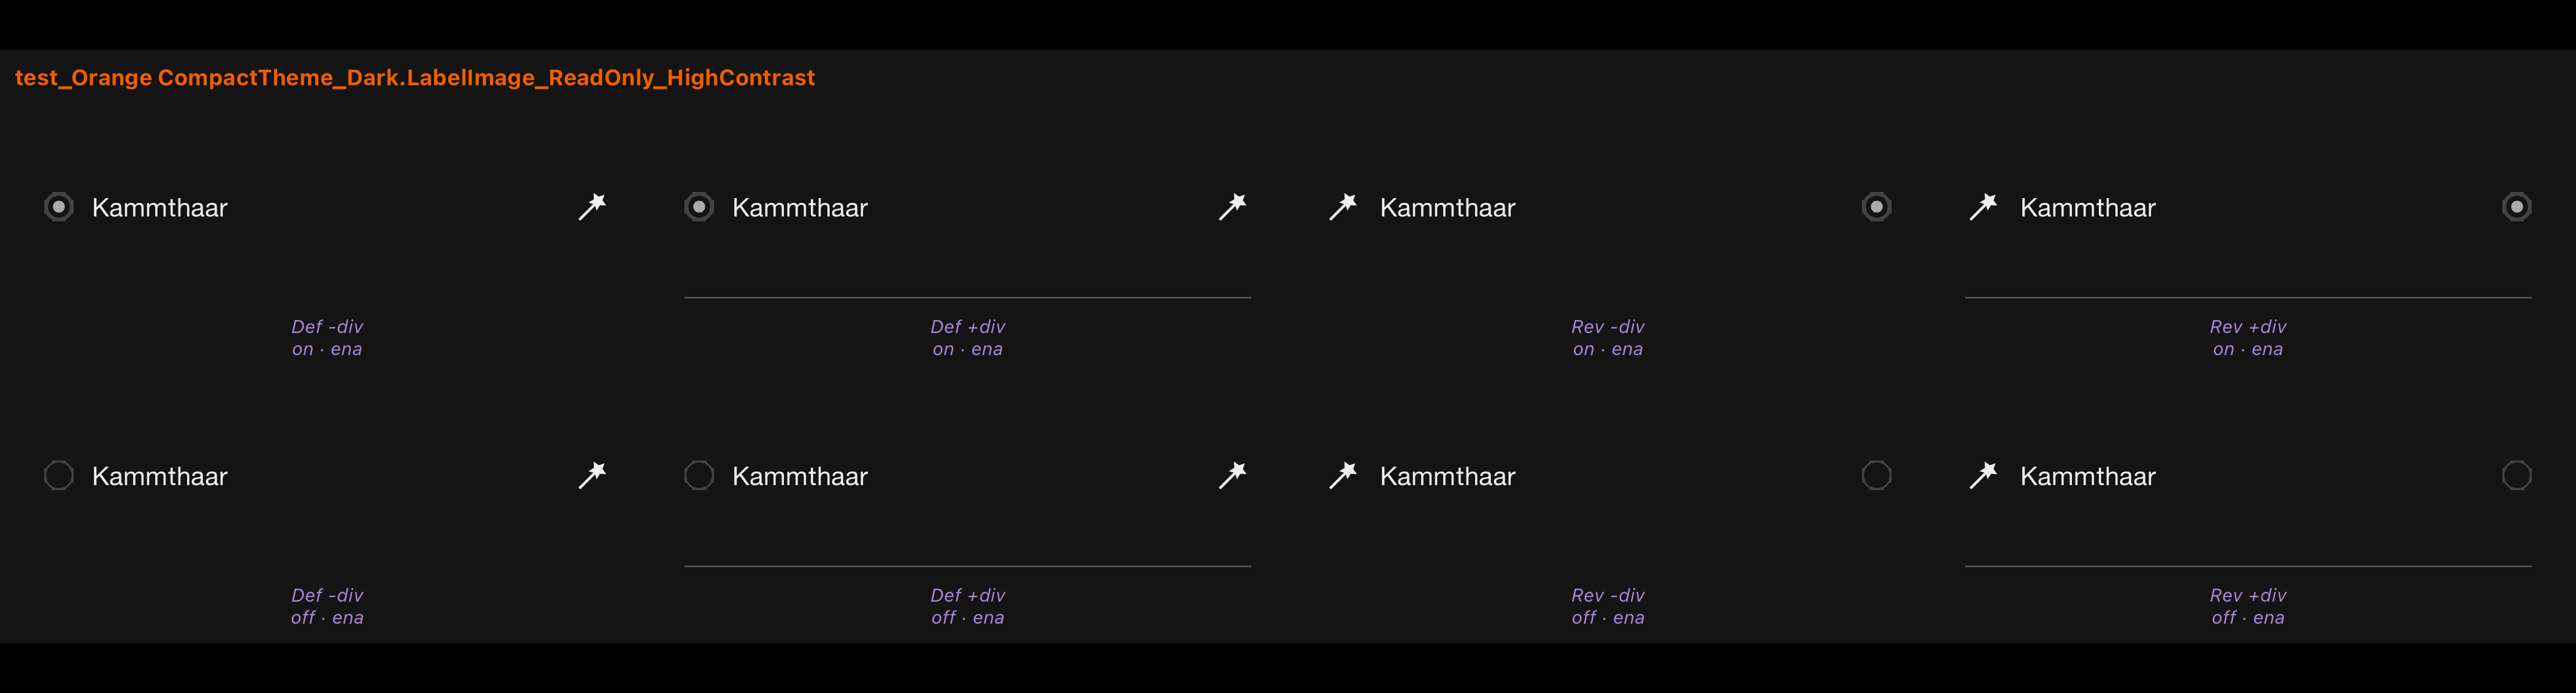 test_Orange CompactTheme_Dark.LabelImage_ReadOnly_HighContrast
Kammthaar
Kammthaar
Kammthaar
Kammthaar
Def -div
on · ena
Def +div
on · ena
Rev -div
on · ena
Rev +div
on · ena
Kammthaar
Kammthaar
Kammthaar
Kammthaar
Def -div
off · ena
Def +div
off · ena
Rev -div
off · ena
Rev +div
off · ena